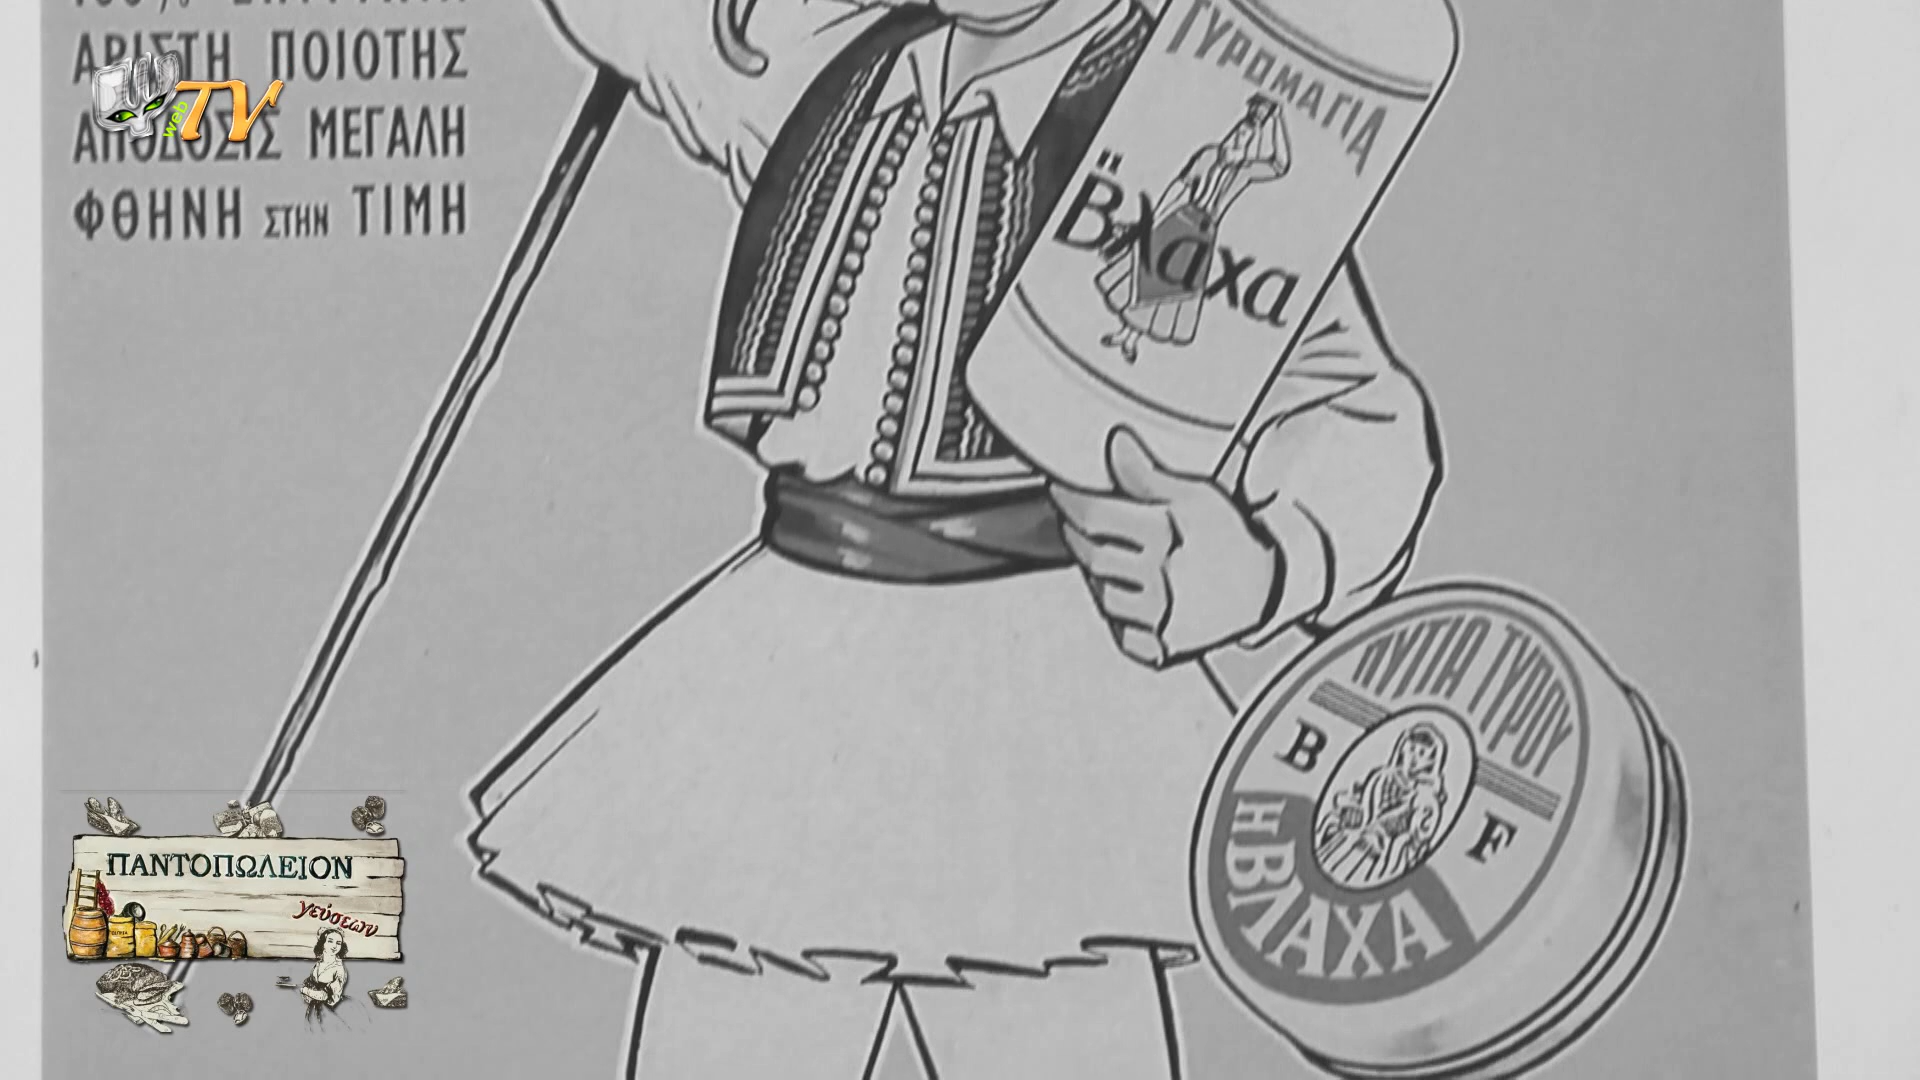 ΑΡΙΣΤΗ ΠΟΙΟΤΗΣ
ΑΠΟΔΟΣΙΣ ΜΕΓΑΛΗ
ΦΘΗΝΗ ΣΤΗΝ ΤΙΜΗ
web TV
ΤΥΡΟΜΑΓΙΑ
Βλάχα
ΠΥΤΙΑ ΤΥΡΟΥ
B F
Η ΒΛΑΧΑ
ΠΑΝΤΟΠΩΛΕΙΟΝ
γεύσεων